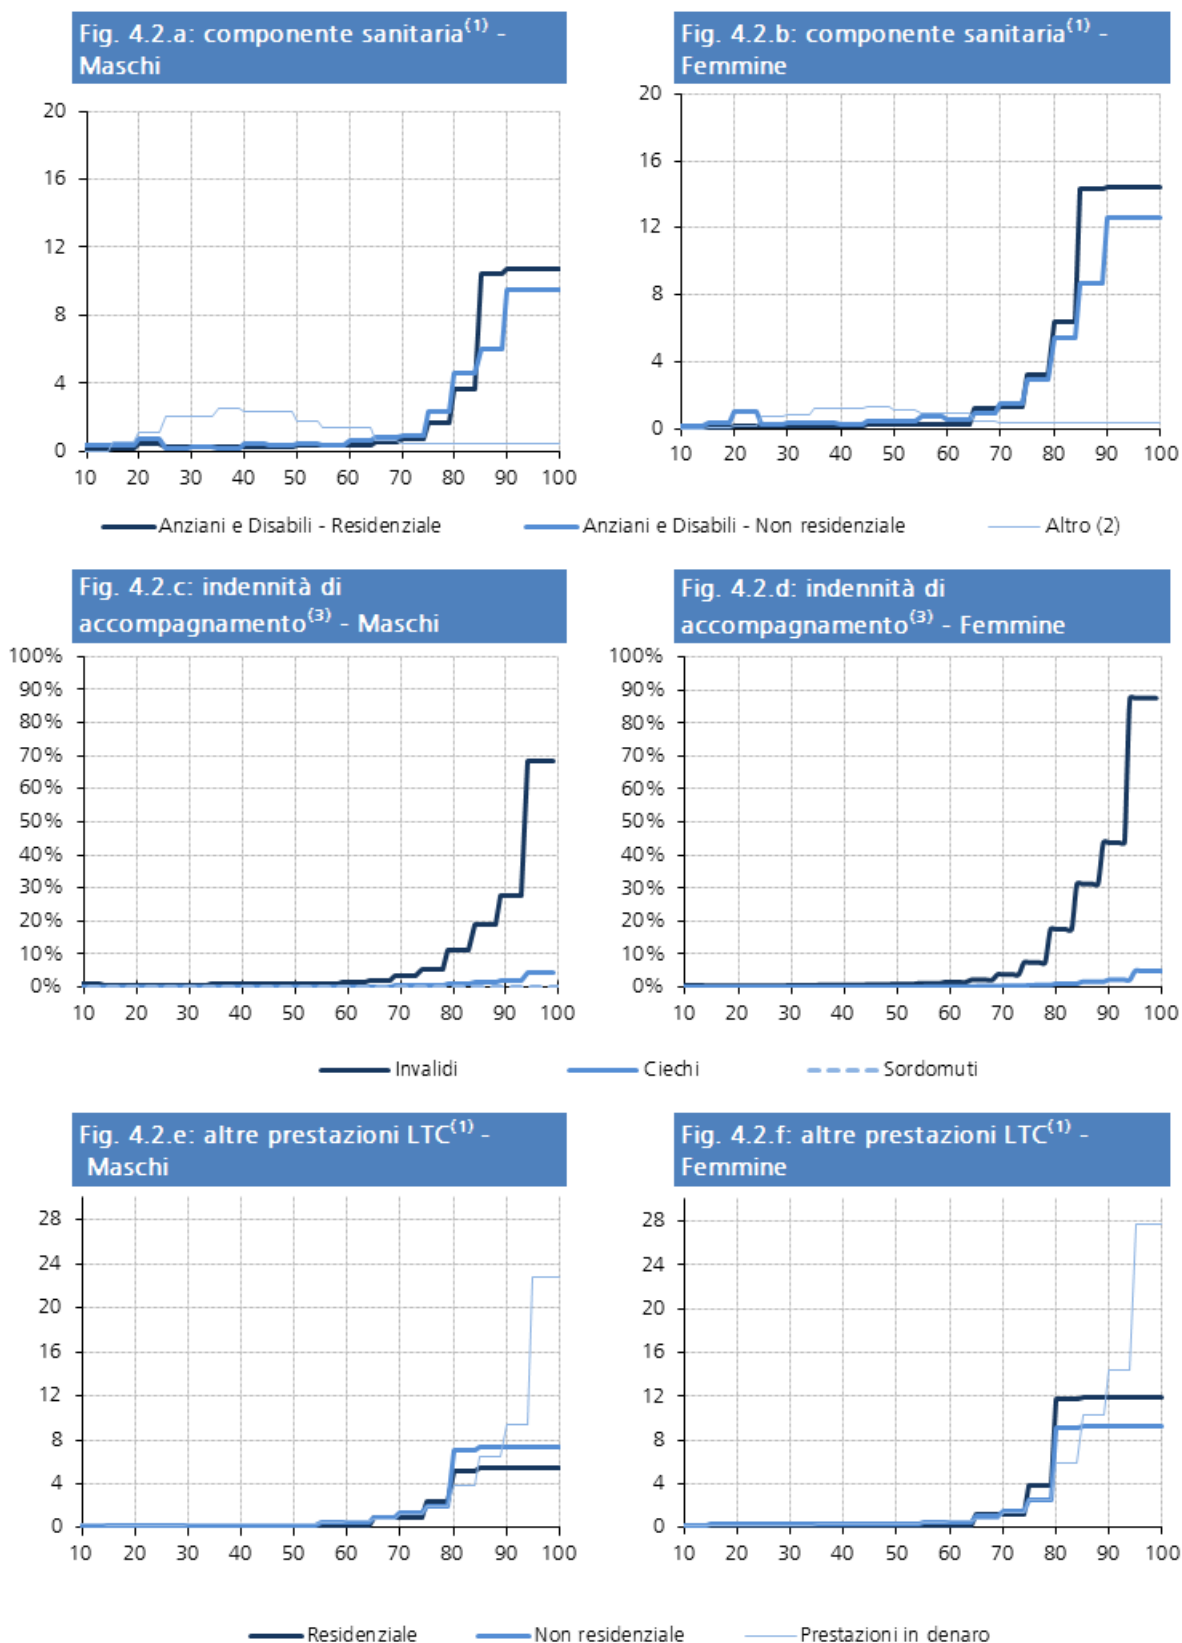 Fig. 4.2.a: componente sanitaria(1) -
Maschi
20
16
12
8
4
0
10 20 30 40 50 60 70 80 90 100
Fig. 4.2.b: componente sanitaria(1) -
Femmine
20
16
12
8
4
0
10 20 30 40 50 60 70 80 90 100
Anziani e Disabili - Residenziale
Anziani e Disabili - Non residenziale
Altro (2)
Fig. 4.2.c: indennità di
accompagnamento(3) - Maschi
100%
90%
80%
70%
60%
50%
40%
30%
20%
10%
0%
10 20 30 40 50 60 70 80 90 100
Fig. 4.2.d: indennità di
accompagnamento(3) - Femmine
100%
90%
80%
70%
60%
50%
40%
30%
20%
10%
0%
10 20 30 40 50 60 70 80 90 100
Invalidi
Ciechi
Sordomuti
Fig. 4.2.e: altre prestazioni LTC(1) -
Maschi
28
24
20
16
12
8
4
0
10 20 30 40 50 60 70 80 90 100
Fig. 4.2.f: altre prestazioni LTC(1) -
Femmine
28
24
20
16
12
8
4
0
10 20 30 40 50 60 70 80 90 100
Residenziale
Non residenziale
Prestazioni in denaro